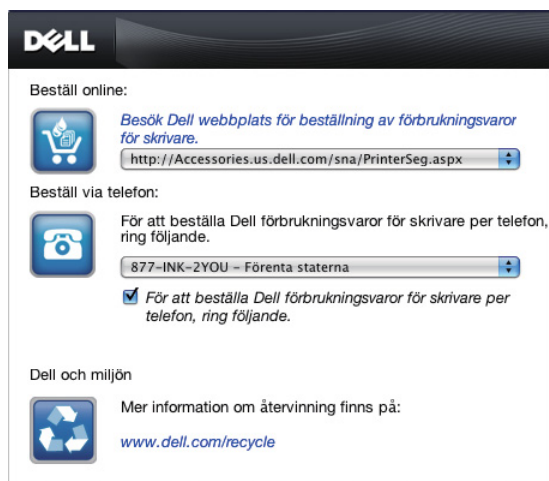 DELL
Beställ online:
Besök Dell webbplats för beställning av förbrukningsvaror
för skrivare.
http://Accessories.us.dell.com/sna/PrinterSeg.aspx
Beställ via telefon:
För att beställa Dell förbrukningsvaror för skrivare per telefon,
ring följande.
877-INK-2YOU - Förenta staterna
För att beställa Dell förbrukningsvaror för skrivare per
telefon, ring följande.
Dell och miljön
Mer information om återvinning finns på:
www.dell.com/recycle